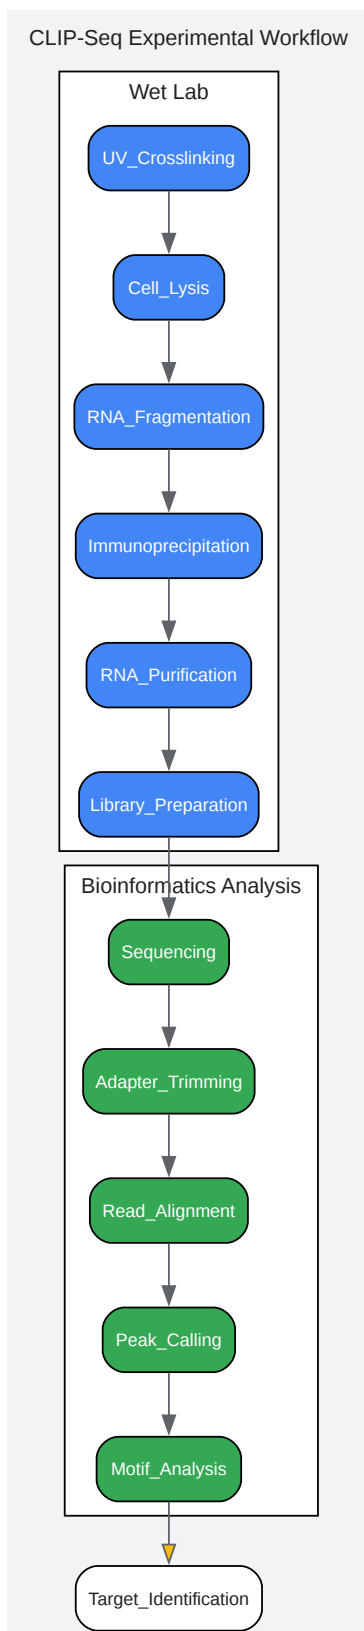 CLIP-Seq Experimental Workflow
Wet Lab
UV_Crosslinking
Cell_Lysis
RNA_Fragmentation
Immunoprecipitation
RNA_Purification
Library_Preparation
Bioinformatics Analysis
Sequencing
Adapter_Trimming
Read_Alignment
Peak_Calling
Motif_Analysis
Target_Identification